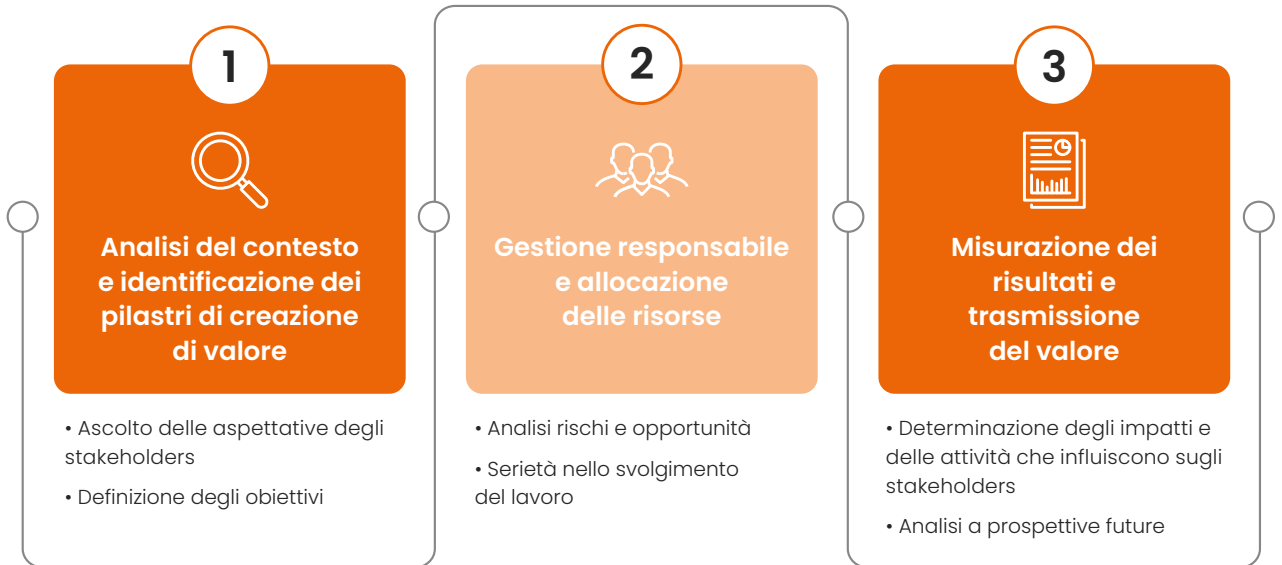 1
Analisi del contesto
e identificazione dei
pilastri di creazione
di valore
• Ascolto delle aspettative degli
stakeholders
• Definizione degli obiettivi
2
Gestione responsabile
e allocazione
delle risorse
• Analisi rischi e opportunità
• Serietà nello svolgimento
del lavoro
3
Misurazione dei
risultati e
trasmissione
del valore
• Determinazione degli impatti e
delle attività che influiscono sugli
stakeholders
• Analisi a prospettive future